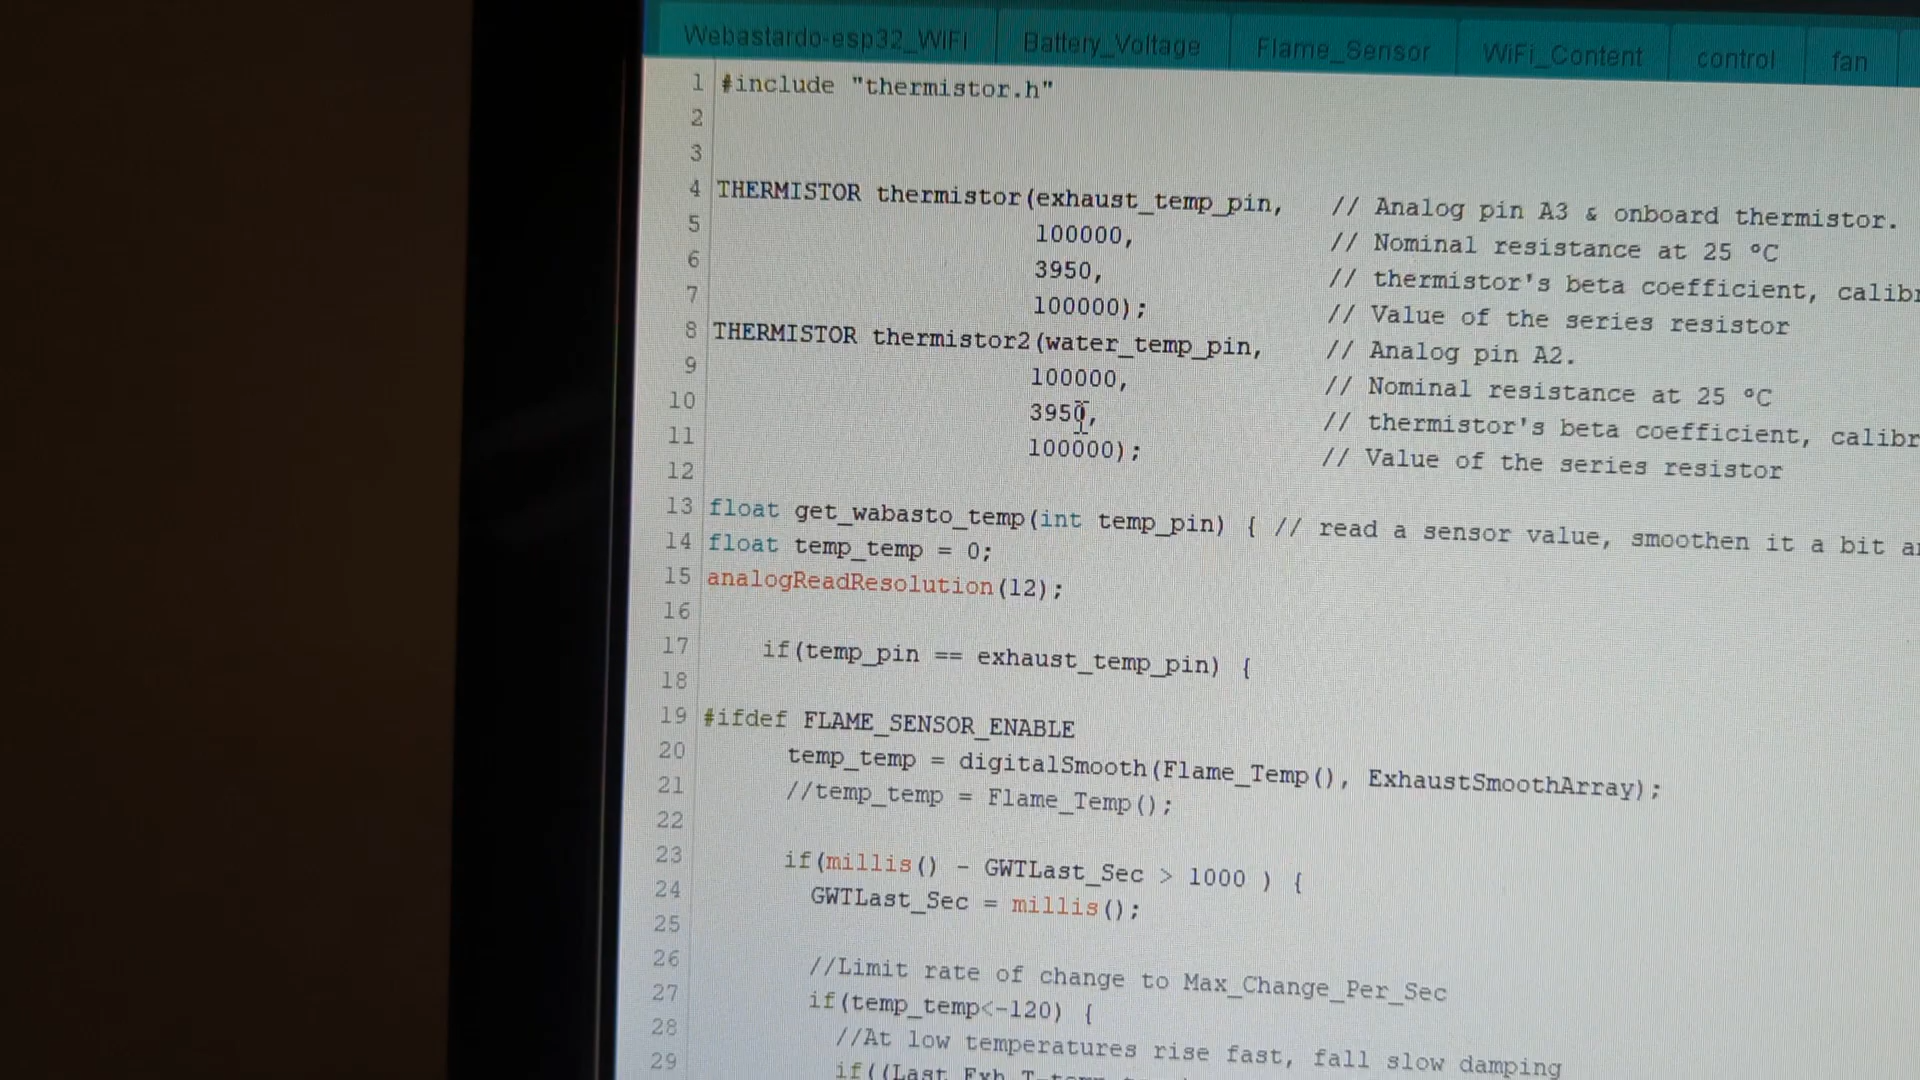 Webastardo-esp32_WIFI Battery_Voltage Flame_Sensor WiFi_Content control fan
1 #include "thermistor.h"
2
3
4 THERMISTOR thermistor(exhaust_temp_pin, // Analog pin A3 & onboard thermistor.
5 100000, // Nominal resistance at 25 °C
6 3950, // thermistor's beta coefficient, calibr
7 100000); // Value of the series resistor
8 THERMISTOR thermistor2(water_temp_pin, // Analog pin A2.
9 100000, // Nominal resistance at 25 °C
10 3950, // thermistor's beta coefficient, calibr
11 100000); // Value of the series resistor
12
13 float get_wabasto_temp(int temp_pin) { // read a sensor value, smoothen it a bit
14 float temp_temp = 0;
15 analogReadResolution(12);
16
17 if(temp_pin == exhaust_temp_pin) {
18
19 #ifdef FLAME_SENSOR_ENABLE
20 temp_temp = digitalSmooth(Flame_Temp(), ExhaustSmoothArray);
21 //temp_temp = Flame_Temp();
22
23 if(millis() - GWTLast_Sec > 1000 ) {
24 GWTLast_Sec = millis();
25
26 //Limit rate of change to Max_Change_Per_Sec
27 if(temp_temp<-120) {
28 //At low temperatures rise fast, fall slow damping
29 if((Last